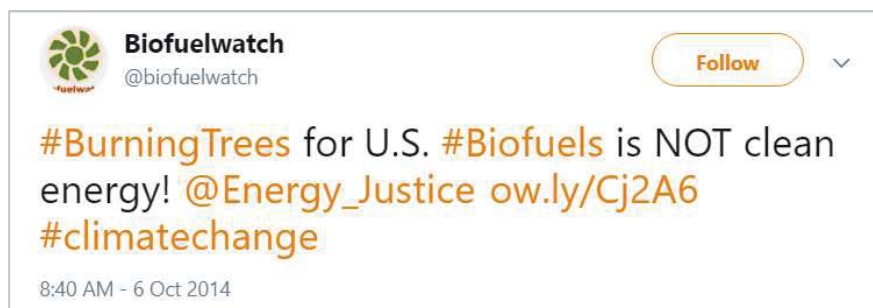 Biofuelwatch
@biofuelwatch
Follow
#BurningTrees for U.S. #Biofuels is NOT clean
energy! @Energy_Justice ow.ly/Cj2A6
#climatechange
8:40 AM - 6 Oct 2014